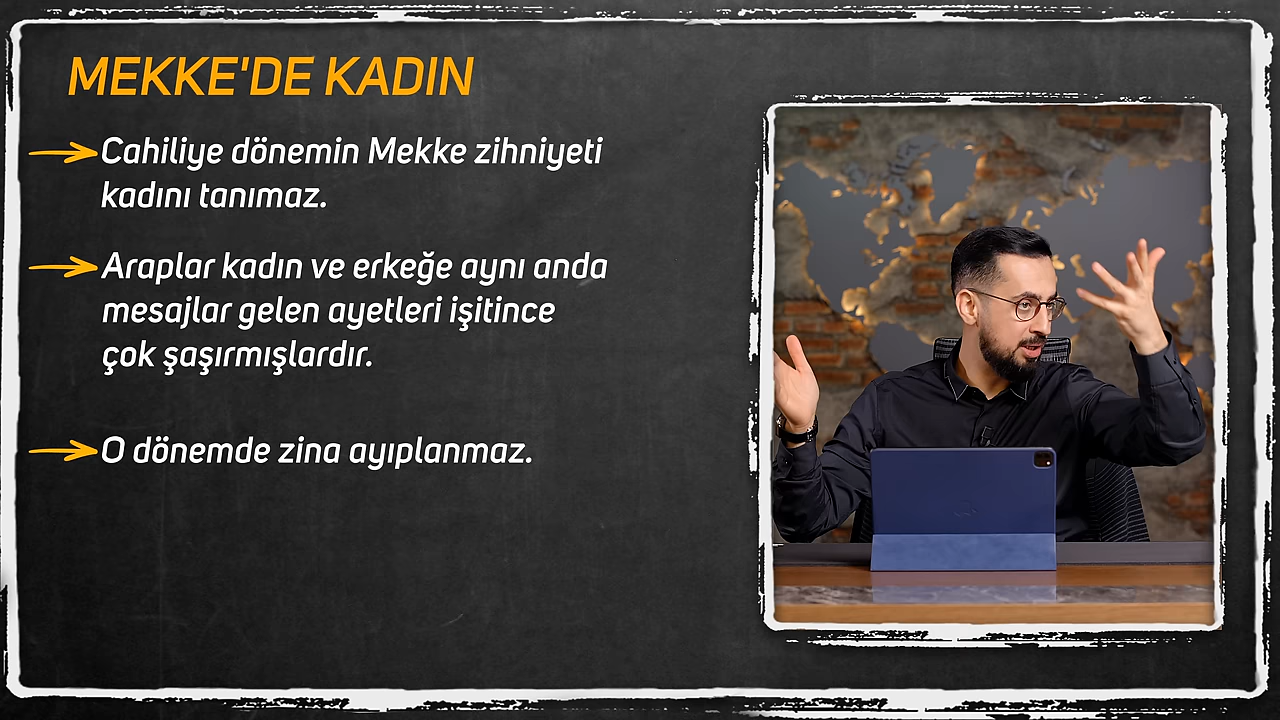 MEKKE'DE KADIN
Cahiliye dönemin Mekke zihniyeti
kadını tanımaz.
Araplar kadın ve erkeğe aynı anda
mesajlar gelen ayetleri işitince
çok şaşırmışlardır.
O dönemde zina ayıplanmaz.